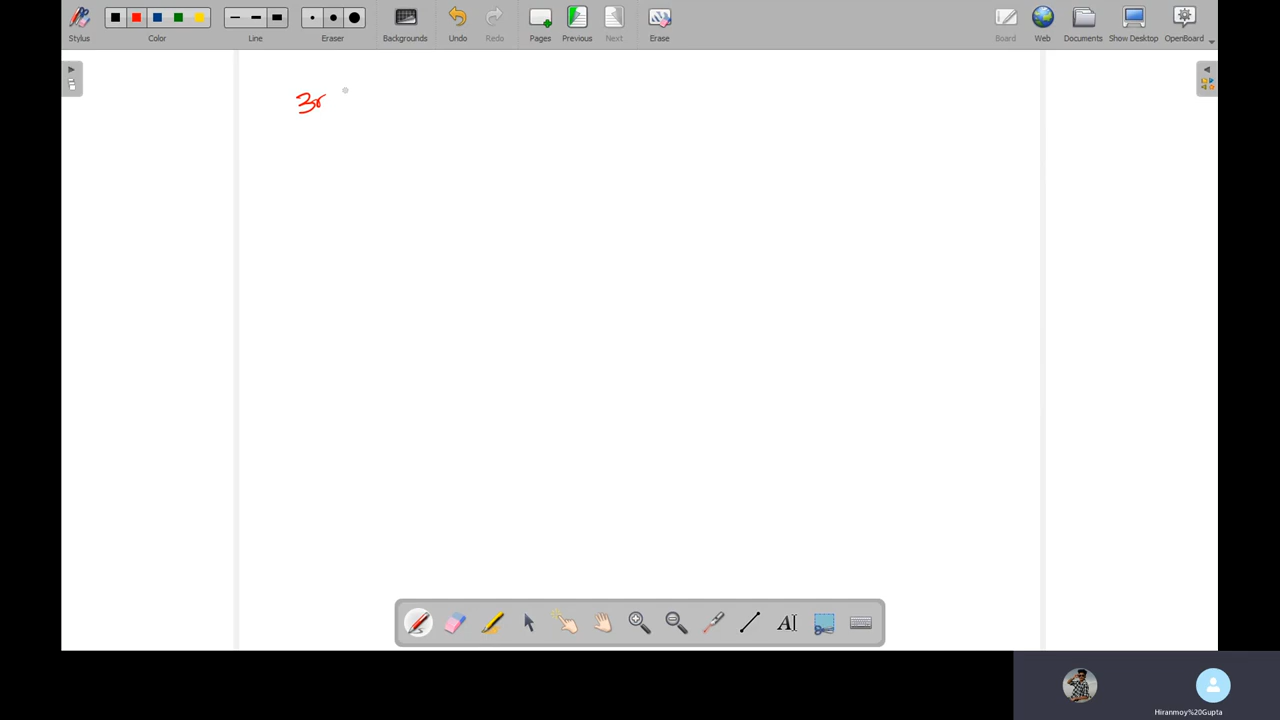 Stylus Color Line Eraser Backgrounds Undo Redo Pages Previous Next Erase Board Web Documents Show Desktop OpenBoard
3r
A
Hiranmoy%20Gupta